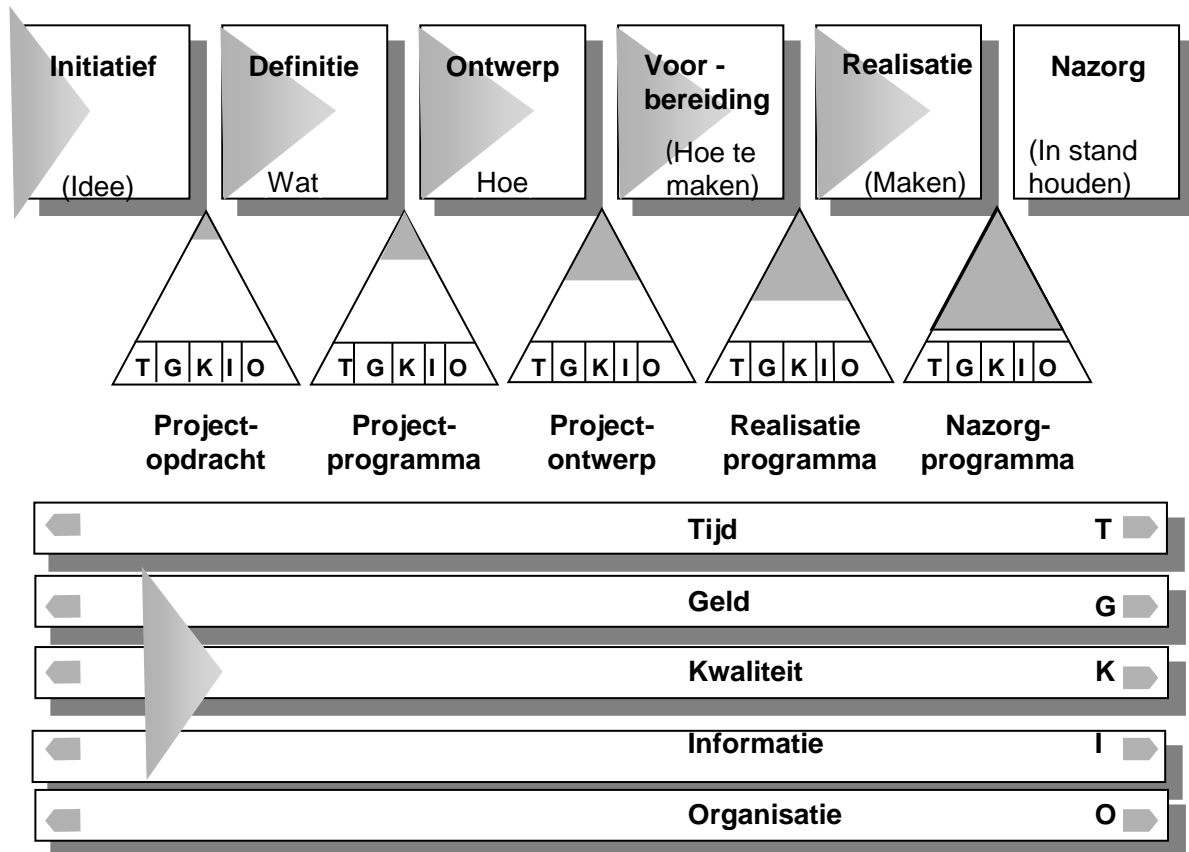 Initiatief
(Idee)
Definitie
Wat
Ontwerp
Hoe
Voor -
bereiding
(Hoe te
maken)
Realisatie
(Maken)
Nazorg
(In stand
houden)
T G K I O
T G K I O
T G K I O
T G K I O
T G K I O
Project-
opdracht
Project-
programma
Project-
ontwerp
Realisatie
programma
Nazorg-
programma
Tijd T
Geld G
Kwaliteit K
Informatie I
Organisatie O